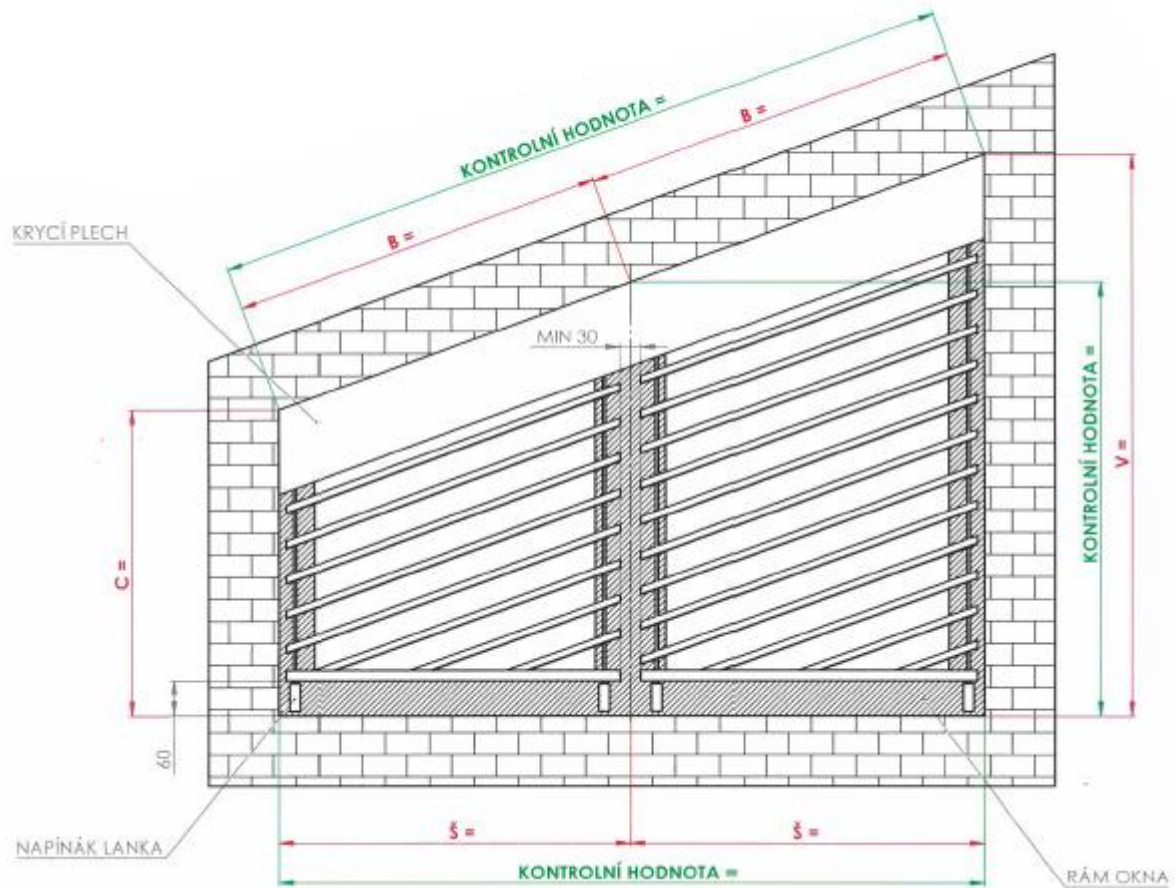 KONTROLNÍ HODNOTA =
B =
B =
KRYCÍ PLECH
MIN 30
KONTROLNÍ HODNOTA =
V =
C =
60
Š =
Š =
NAPÍNÁK LANKA
KONTROLNÍ HODNOTA =
RÁM OKNA